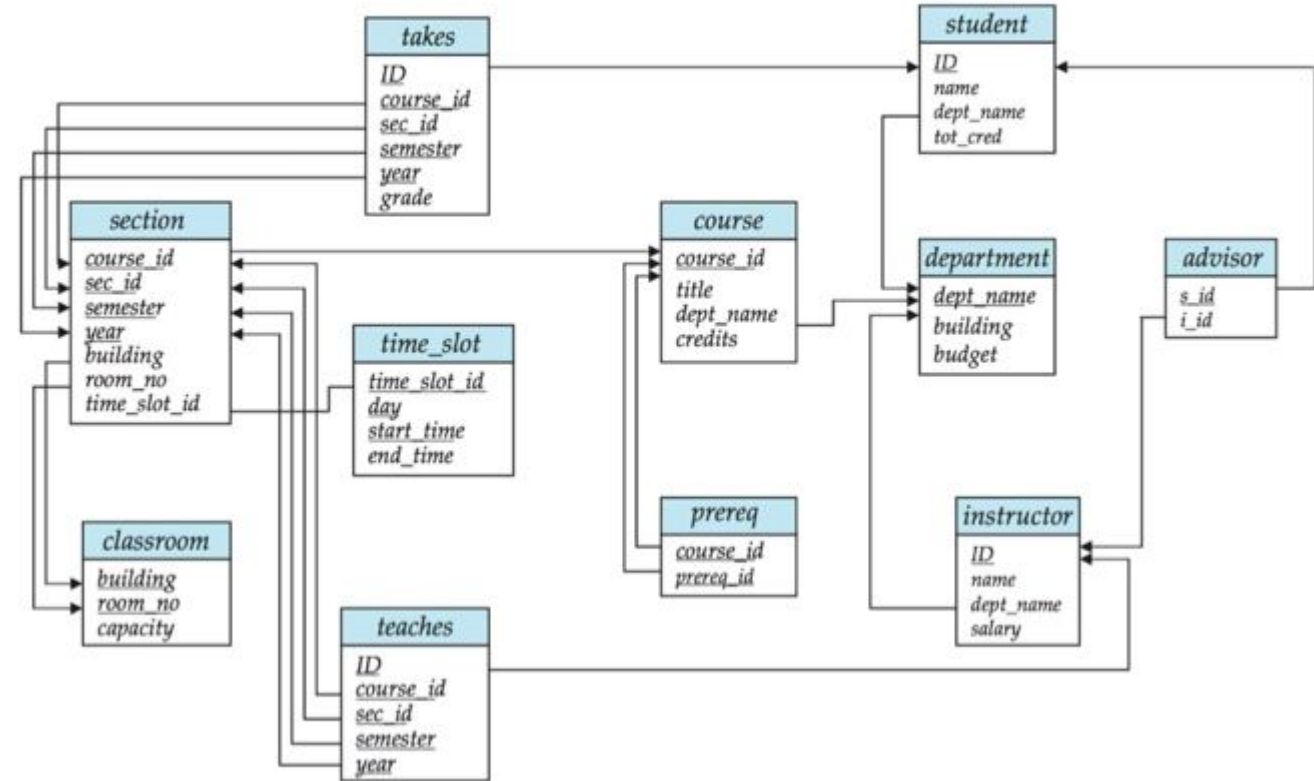 takes
ID
course_id
sec_id
semester
year
grade
student
ID
name
dept_name
tot_cred
section
course_id
sec_id
semester
year
building
room_no
time_slot_id
course
course_id
title
dept_name
credits
department
dept_name
building
budget
advisor
s_id
i_id
time_slot
time_slot_id
day
start_time
end_time
prereq
course_id
prereq_id
instructor
ID
name
dept_name
salary
classroom
building
room_no
capacity
teaches
ID
course_id
sec_id
semester
year